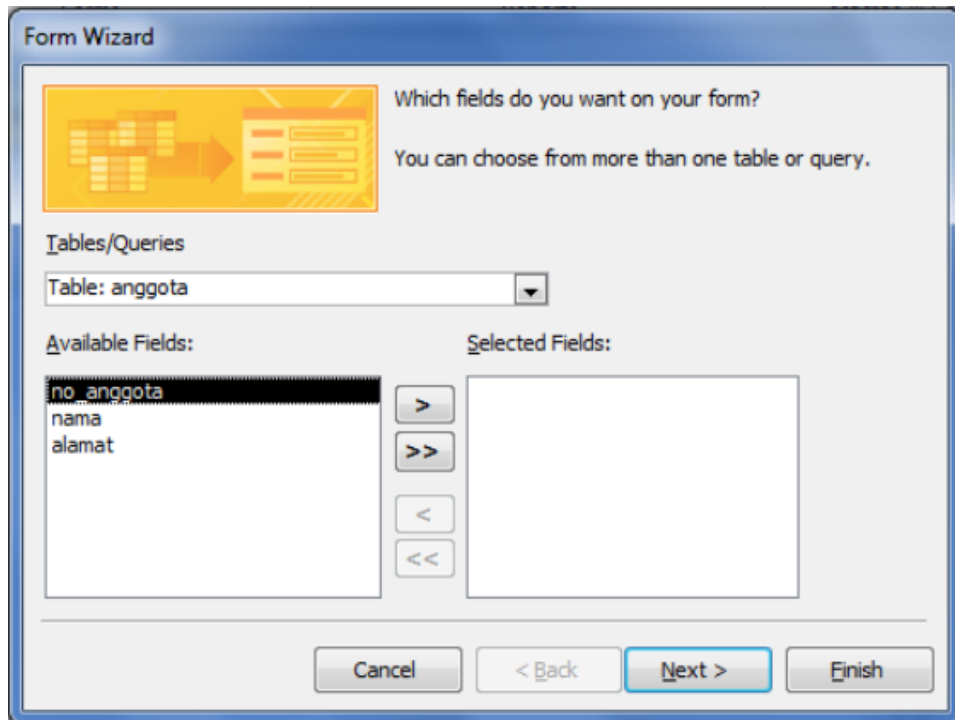 Form Wizard
Which fields do you want on your form?
You can choose from more than one table or query.
Tables/Queries
Table: anggota
Available Fields:
Selected Fields:
no_anggota
nama
alamat
>
>>
<
<<
Cancel
< Back
Next >
Finish